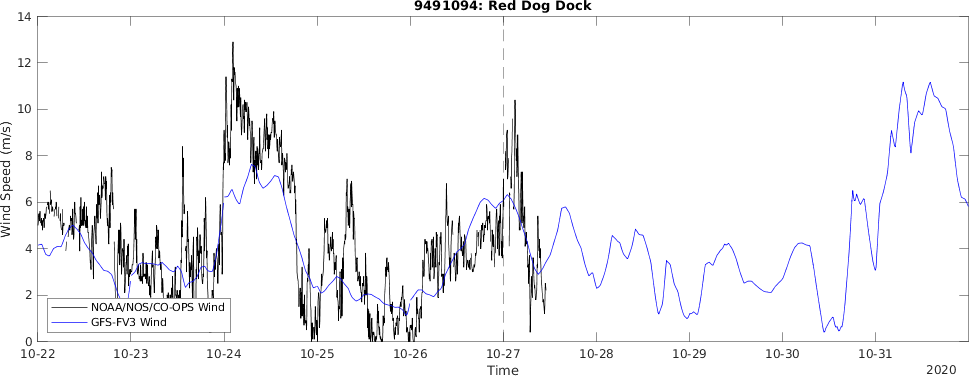 9491094: Red Dog Dock
14
12
10
8
6
4
2
0
Wind Speed (m/s)
NOAA/NOS/CO-OPS Wind
GFS-FV3 Wind
10-22 10-23 10-24 10-25 10-26 10-27 10-28 10-29 10-30 10-31
Time
2020